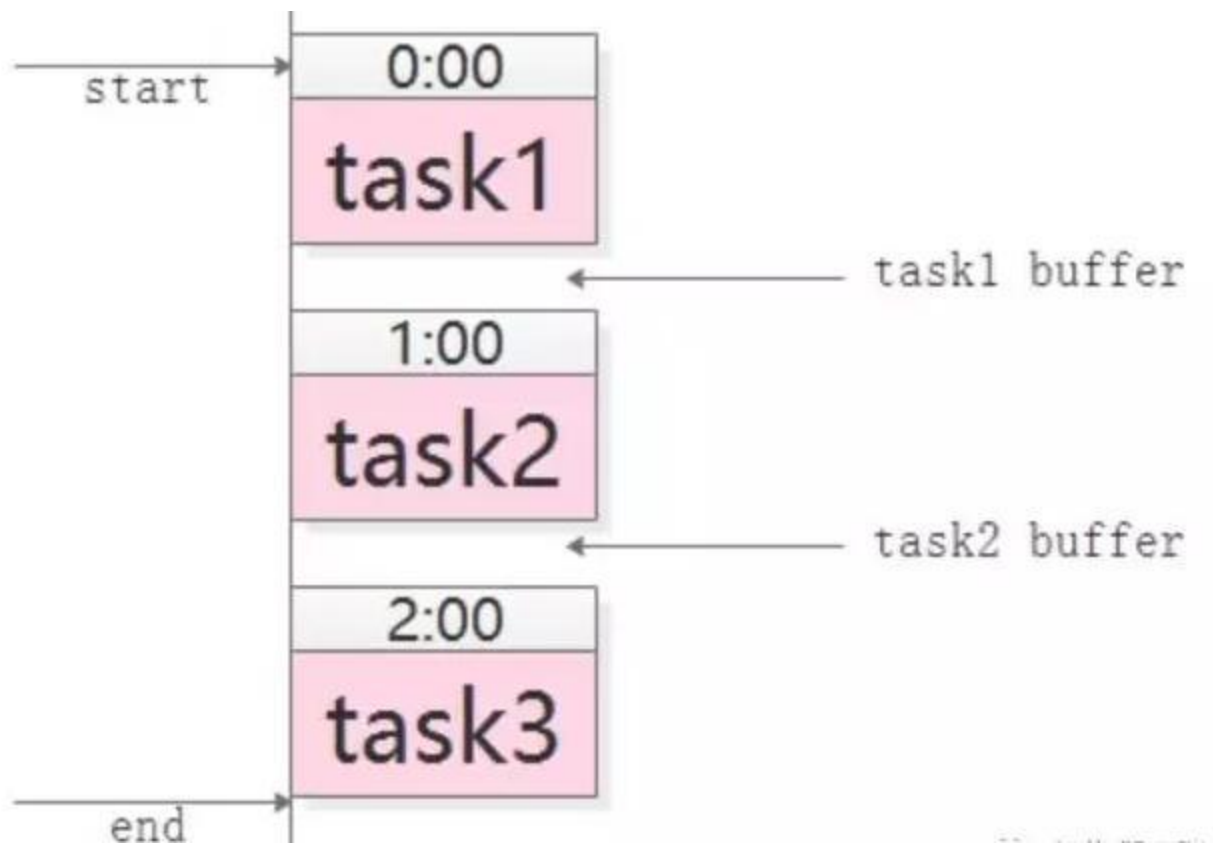 0:00
start
task1
task1 buffer
1:00
task2
task2 buffer
2:00
task3
end